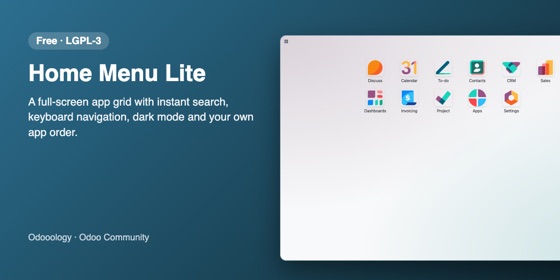 Free · LGPL-3
Home Menu Lite
A full-screen app grid with instant search,
keyboard navigation, dark mode and your own
app order.
Odooology · Odoo Community
31
Discuss Calendar To-do Contacts CRM Sales
Dashboards Invoicing Project Apps Settings